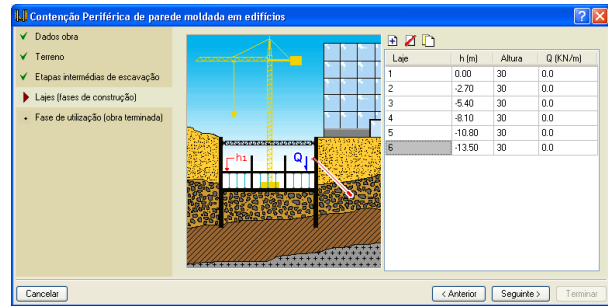 Contenção Periférica de parede moldada em edifícios
Dados obra
Terreno
Etapas intermédias de escavação
Lajes (fases de construção)
Fase de utilização (obra terminada)
h1
Q
Laje h (m) Altura Q (KN/m)
1 0.00 30 0.0
2 -2.70 30 0.0
3 -5.40 30 0.0
4 -8.10 30 0.0
5 -10.80 30 0.0
6 -13.50 30 0.0
Cancelar
< Anterior Seguinte > Terminar